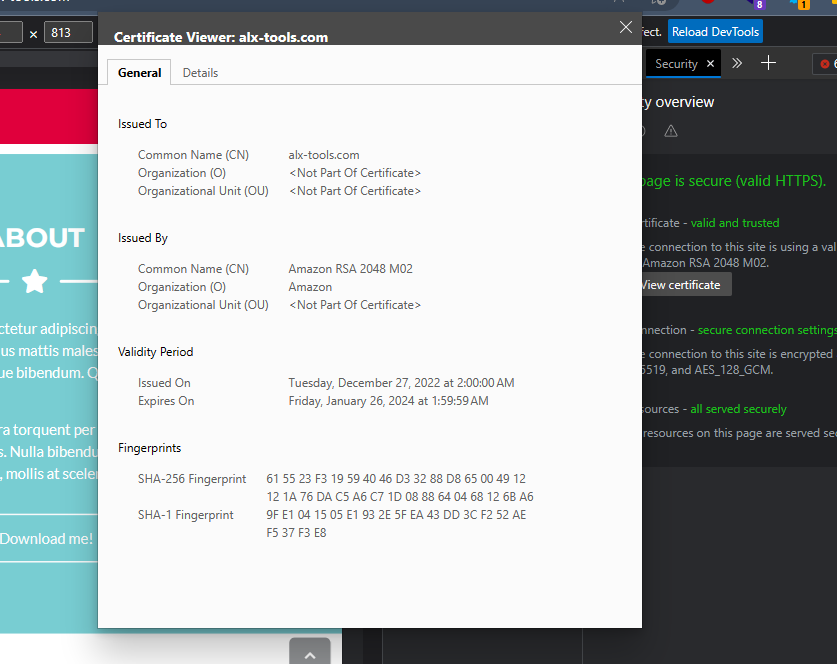 8
1
× 813
Certificate Viewer: alx-tools.com
Reload DevTools
General Details
Security
Issued To
Common Name (CN) alx-tools.com
Organization (O) <Not Part Of Certificate>
Organizational Unit (OU) <Not Part Of Certificate>
Issued By
Common Name (CN) Amazon RSA 2048 M02
Organization (O) Amazon
Organizational Unit (OU) <Not Part Of Certificate>
Validity Period
Issued On Tuesday, December 27, 2022 at 2:00:00 AM
Expires On Friday, January 26, 2024 at 1:59:59 AM
Fingerprints
SHA-256 Fingerprint 61 55 23 F3 19 59 40 46 D3 32 88 D8 65 00 49 12
12 1A 76 DA C5 A6 C7 1D 08 88 64 04 68 12 6B A6
SHA-1 Fingerprint 9F E1 04 15 05 E1 93 2E 5F EA 43 DD 3C F2 52 AE
F5 37 F3 E8
ABOUT
ctetur adipiscin
us mattis males
ue bibendum. Q
ra torquent per
s. Nulla bibendu
, mollis at sceler
Download me!
ty overview
page is secure (valid HTTPS).
rtificate - valid and trusted
e connection to this site is using a val
Amazon RSA 2048 M02.
View certificate
nnection - secure connection settings
e connection to this site is encrypted
5519, and AES_128_GCM.
sources - all served securely
resources on this page are served sec